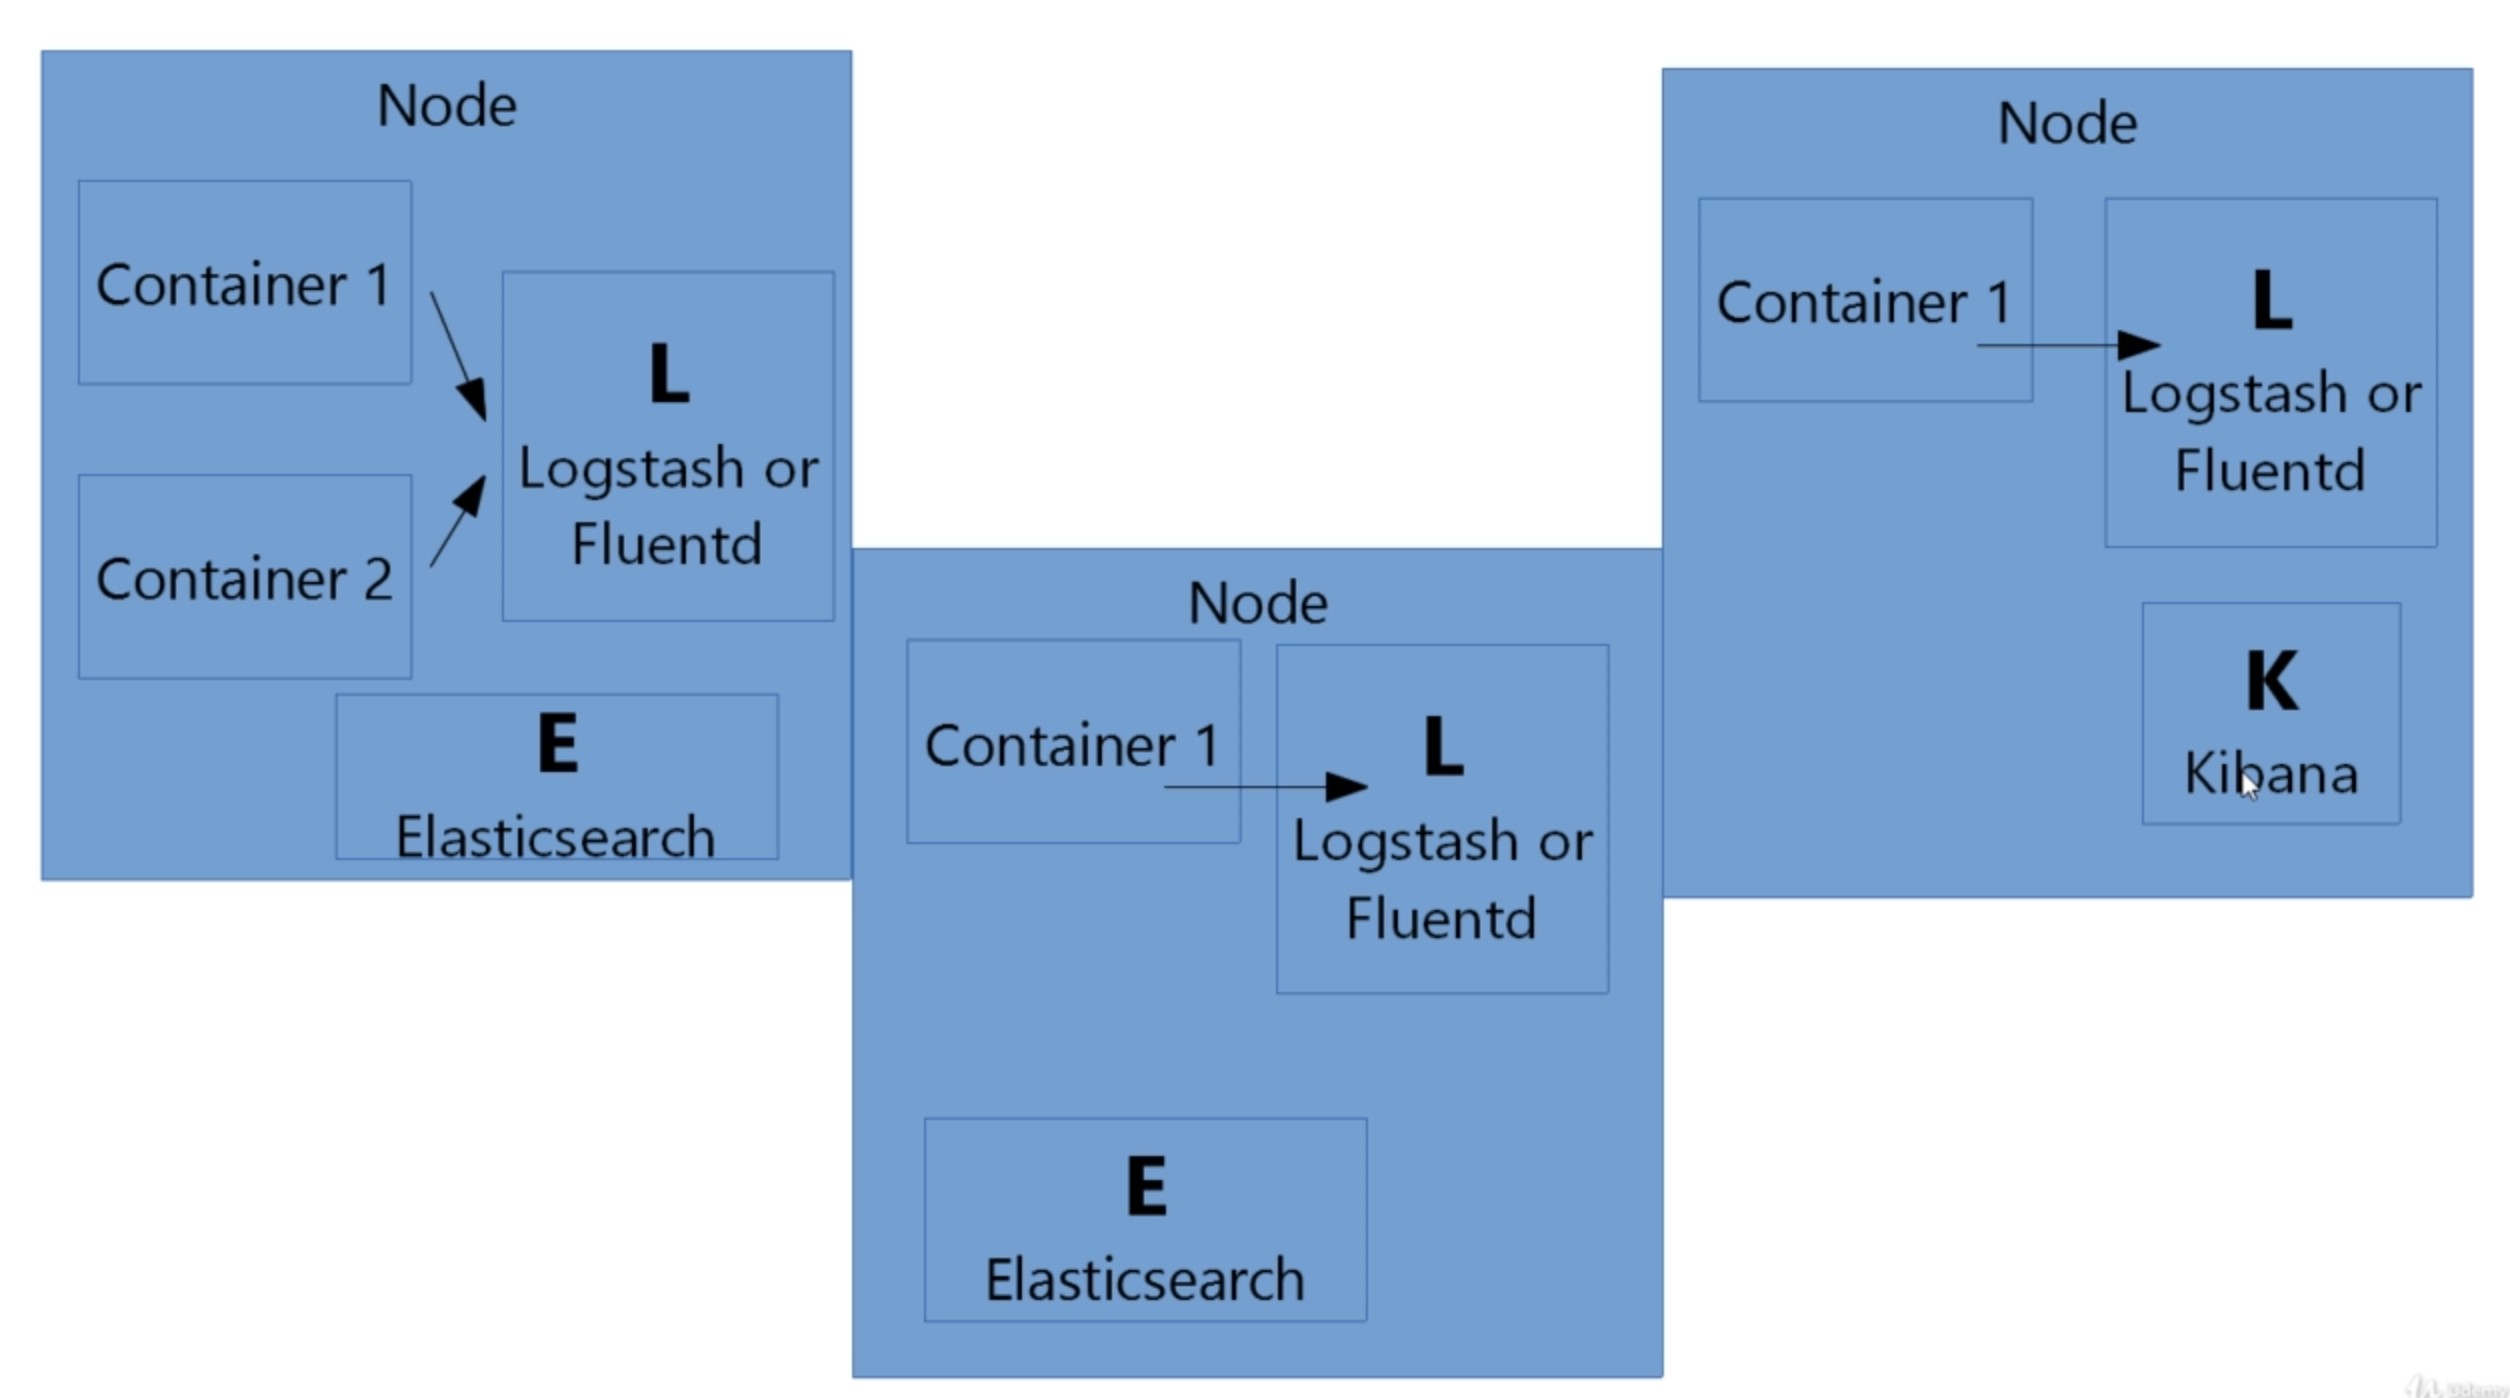 Node
Container 1
L
Logstash or
Fluentd
Container 2
E
Elasticsearch
Node
Container 1
L
Logstash or
Fluentd
E
Elasticsearch
Node
Container 1
L
Logstash or
Fluentd
K
Kibana
Udemy